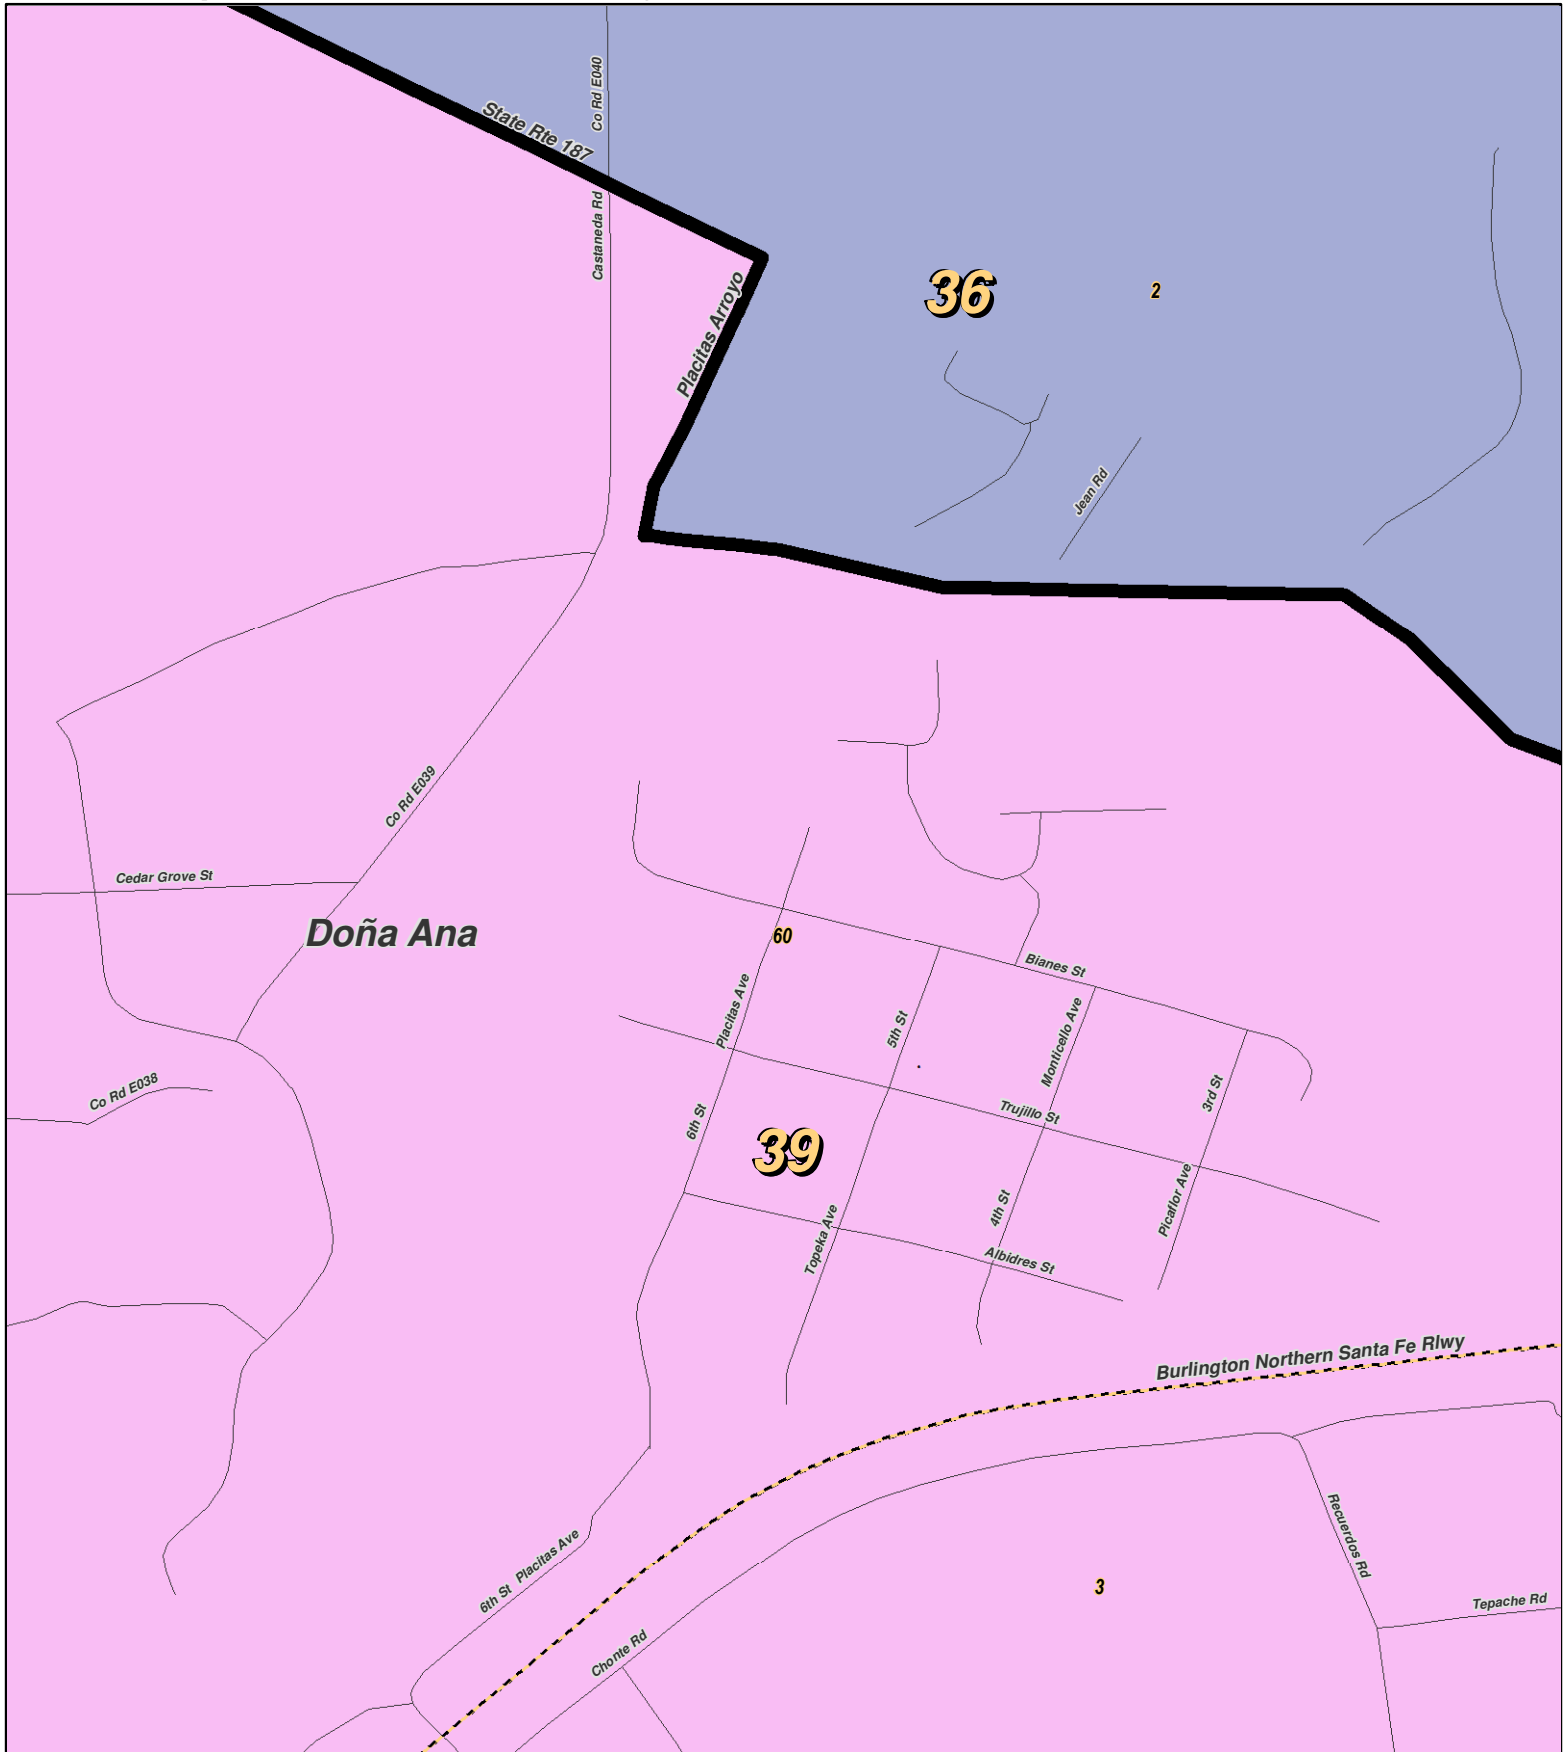 Co Rd E040
State Rte 187
Castaneda Rd
Placitas Arroyo
36
2
Jean Rd
Co Rd E039
Cedar Grove St
Doña Ana
60
Bianes St
Placitas Ave
5th St
Monticello Ave
Co Rd E038
3rd St
Trujillo St
6th St
39
Picaflor Ave
4th St
Topeka Ave
Albidres St
Burlington Northern Santa Fe Rlwy
Recuerdos Rd
6th St Placitas Ave
3
Tepache Rd
Chonte Rd